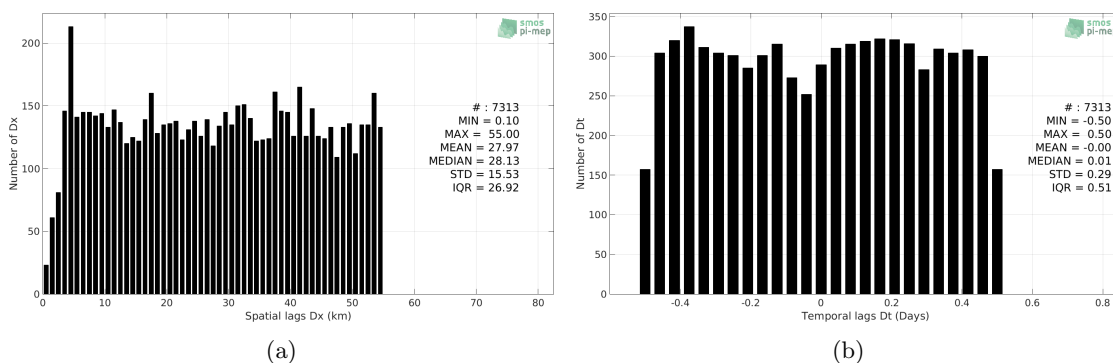 smos
pi-mep
200
150
100
50
0
Number of Dx
# : 7313
MIN = 0.10
MAX = 55.00
MEAN = 27.97
MEDIAN = 28.13
STD = 15.53
IQR = 26.92
0 10 20 30 40 50 60 70 80
Spatial lags Dx (km)
(a)
smos
pi-mep
350
300
250
200
150
100
50
0
Number of Dt
# : 7313
MIN = -0.50
MAX = 0.50
MEAN = -0.00
MEDIAN = 0.01
STD = 0.29
IQR = 0.51
-0.4 -0.2 0 0.2 0.4 0.6 0.8
Temporal lags Dt (Days)
(b)